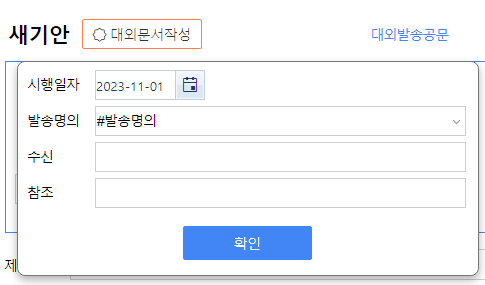 새기안 대외문서작성 대외발송공문
시행일자 2023-11-01
발송명의 #발송명의
수신
참조
확인
제